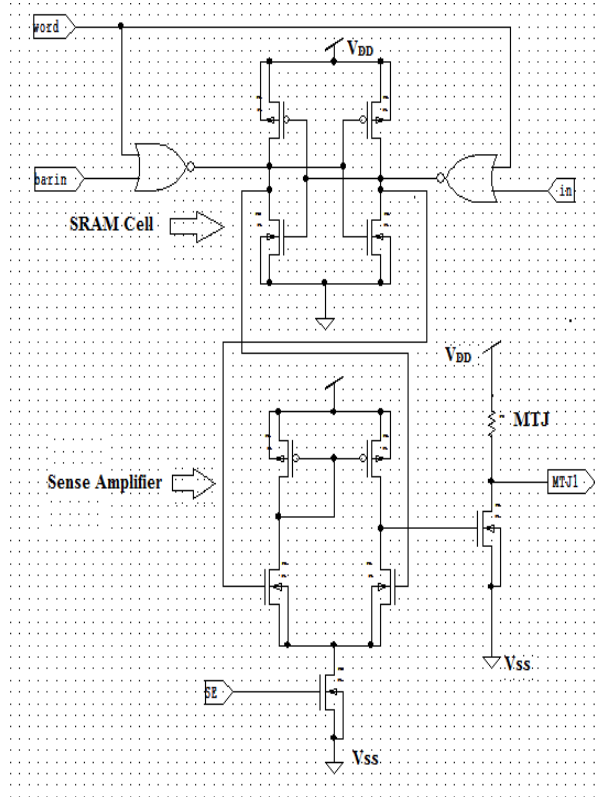 word
VDD
barin
in
SRAM Cell
VDD
MTJ
Sense Amplifier
MTJ1
SE
Vss
Vss